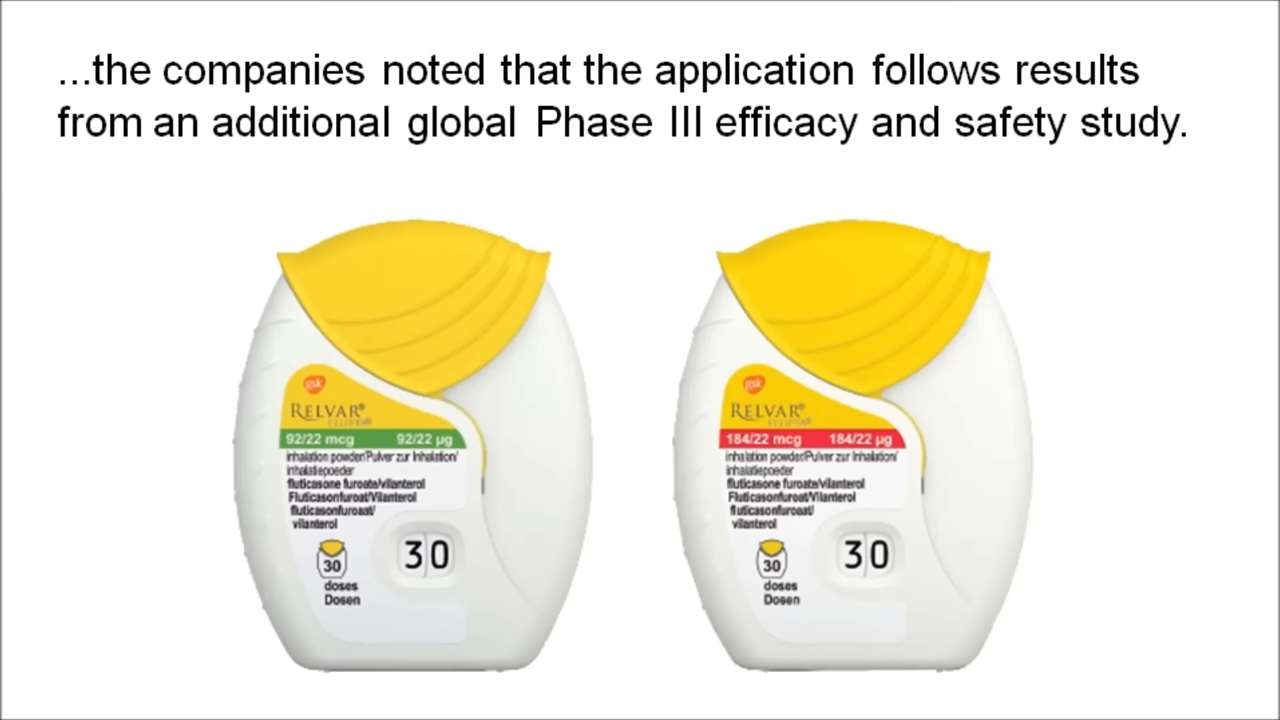 ...the companies noted that the application follows results
from an additional global Phase III efficacy and safety study.
gsk
RELVAR®
ELLIPTA®
92/22 mcg 92/22 µg
inhalation powder/Pulver zur Inhalation/
inhalatiepoeder
fluticasone furoate/vilanterol
Fluticasonfuroat/Vilanterol
fluticasonfuroaat/
vilanterol
30
30
doses
Dosen
gsk
RELVAR®
ELLIPTA®
184/22 mcg 184/22 µg
inhalation powder/Pulver zur Inhalation/
inhalatiepoeder
fluticasone furoate/vilanterol
Fluticasonfuroat/Vilanterol
fluticasonfuroaat/
vilanterol
30
30
doses
Dosen